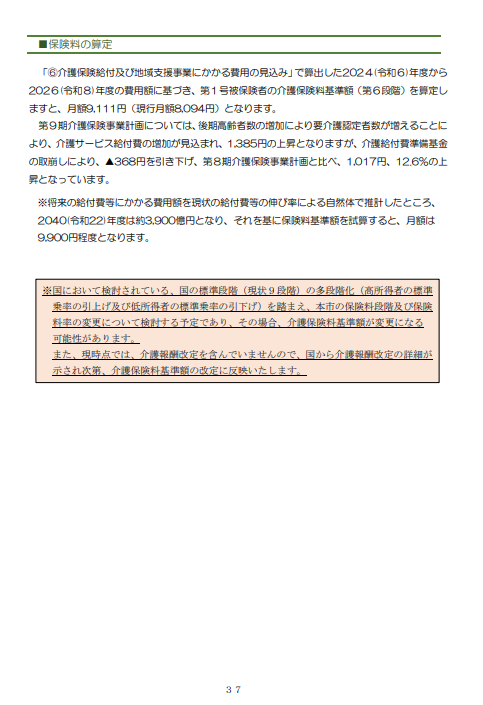 ■保険料の算定
「⑥介護保険給付及び地域支援事業にかかる費用の見込み」で算出した2024(令和6)年度から
2026(令和8)年度の費用額に基づき、第1号被保険者の介護保険料基準額（第6段階）を算定し
ますと、月額9,111円（現行月額8,094円）となります。
第9期介護保険事業計画については、後期高齢者数の増加により要介護認定者数が増えることに
より、介護サービス給付費の増加が見込まれ、1,385円の上昇となりますが、介護給付費準備基金
の取崩しにより、▲368円を引き下げ、第8期介護保険事業計画と比べ、1,017円、12.6%の上
昇となっています。
※将来の給付費等にかかる費用額を現状の給付費等の伸び率による自然体で推計したところ、
2040(令和22)年度は約3,900億円となり、それを基に保険料基準額を試算すると、月額は
9,900円程度となります。
※国において検討されている、国の標準段階（現状９段階）の多段階化（高所得者の標準
乗率の引上げ及び低所得者の標準乗率の引下げ）を踏まえ、本市の保険料段階及び保険
料率の変更について検討する予定であり、その場合、介護保険料基準額が変更になる
可能性があります。
また、現時点では、介護報酬改定を含んでいませんので、国から介護報酬改定の詳細が
示され次第、介護保険料基準額の改定に反映いたします。
３７